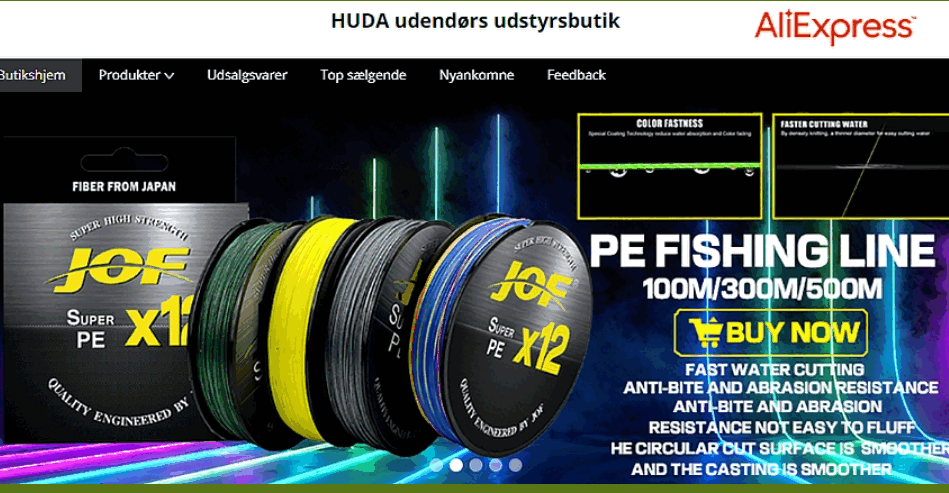 HUDA udendørs udstyrsbutik
AliExpress
Butikshjem Produkter Udsalgsvarer Top sælgende Nyankomne Feedback
COLOR FASTNESS
Special Coating Technology reduce water absorption and Color fading
FASTER CUTTING WATER
By densely knitting, a thinner diameter for easy cutting water
FIBER FROM JAPAN
SUPER HIGH STRENGTH
JOF
SUPER
PE
X12
QUALITY ENGINEERED BY
SUPER HIGH STRENGTH
JOF
SUPER
PE
X12
QUALITY ENGINEERED BY JOF
PE FISHING LINE
100M/300M/500M
BUY NOW
FAST WATER CUTTING
ANTI-BITE AND ABRASION RESISTANCE
ANTI-BITE AND ABRASION
RESISTANCE NOT EASY TO FLUFF
HE CIRCULAR CUT SURFACE IS SMOOTHER
AND THE CASTING IS SMOOTHER